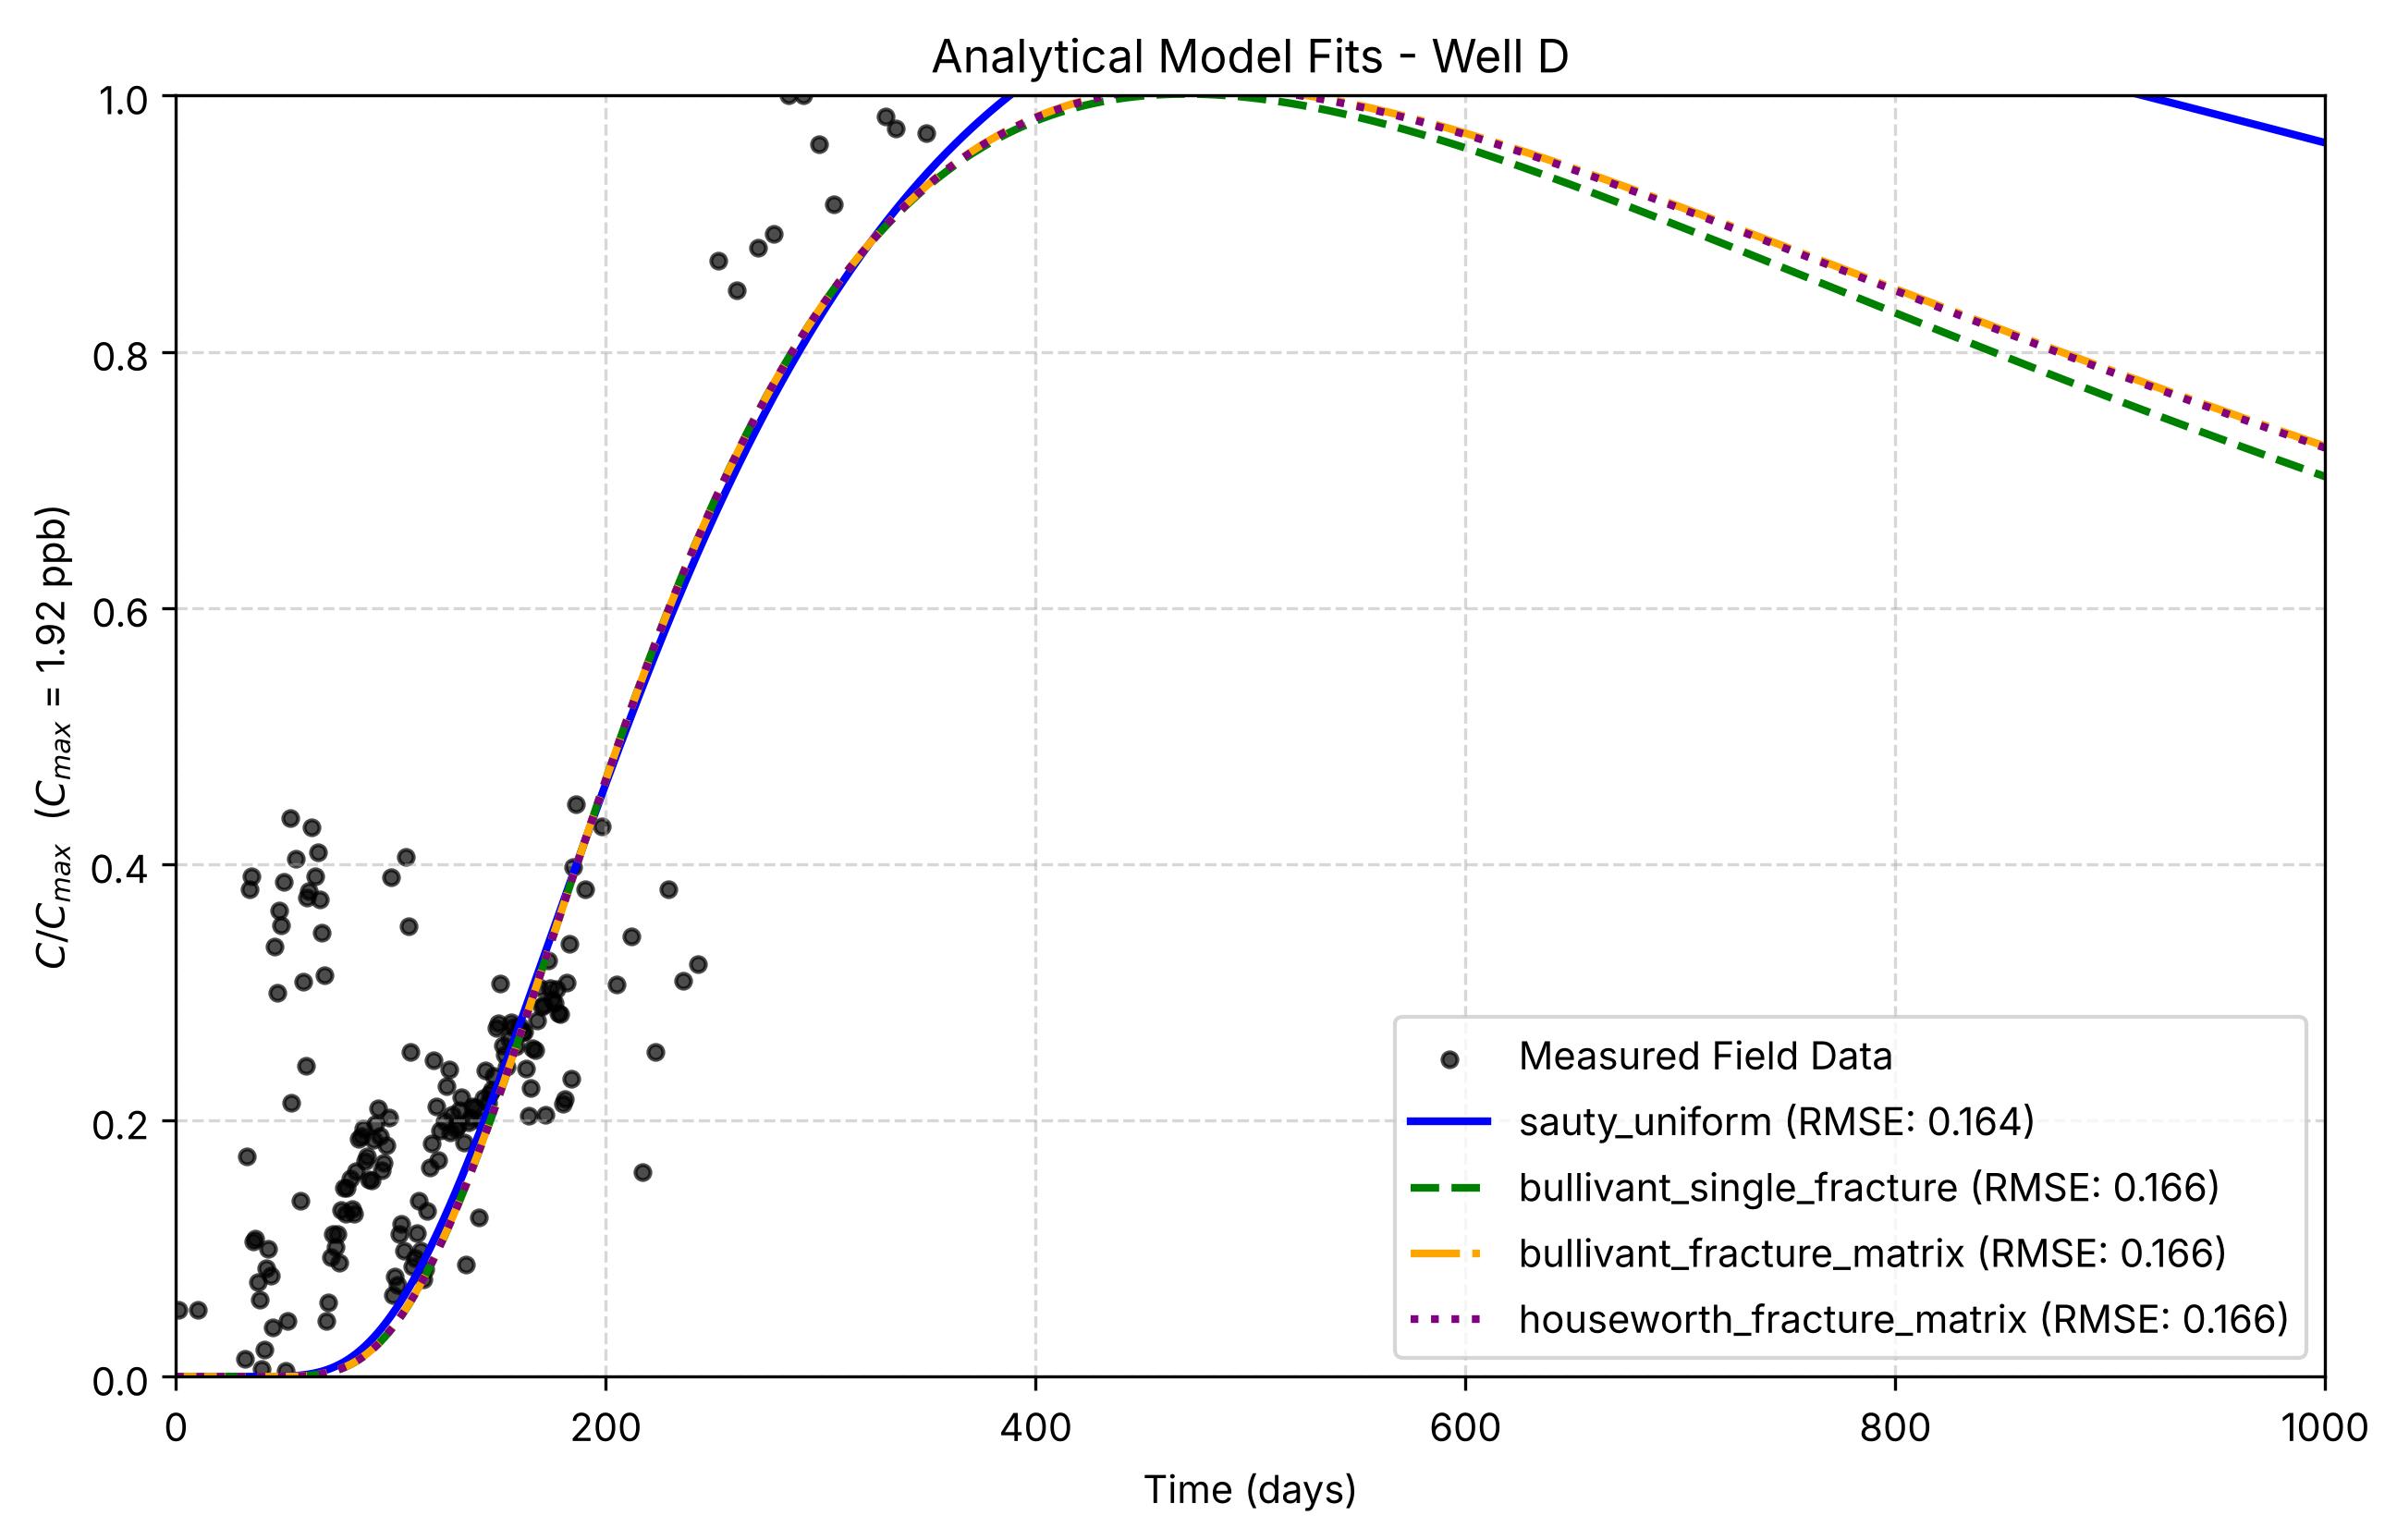 Analytical Model Fits - Well D
1.0
0.8
0.6
0.4
0.2
0.0
C/Cmax (Cmax = 1.92 ppb)
0 200 400 600 800 1000
Time (days)
Measured Field Data
sauty_uniform (RMSE: 0.164)
bullivant_single_fracture (RMSE: 0.166)
bullivant_fracture_matrix (RMSE: 0.166)
houseworth_fracture_matrix (RMSE: 0.166)